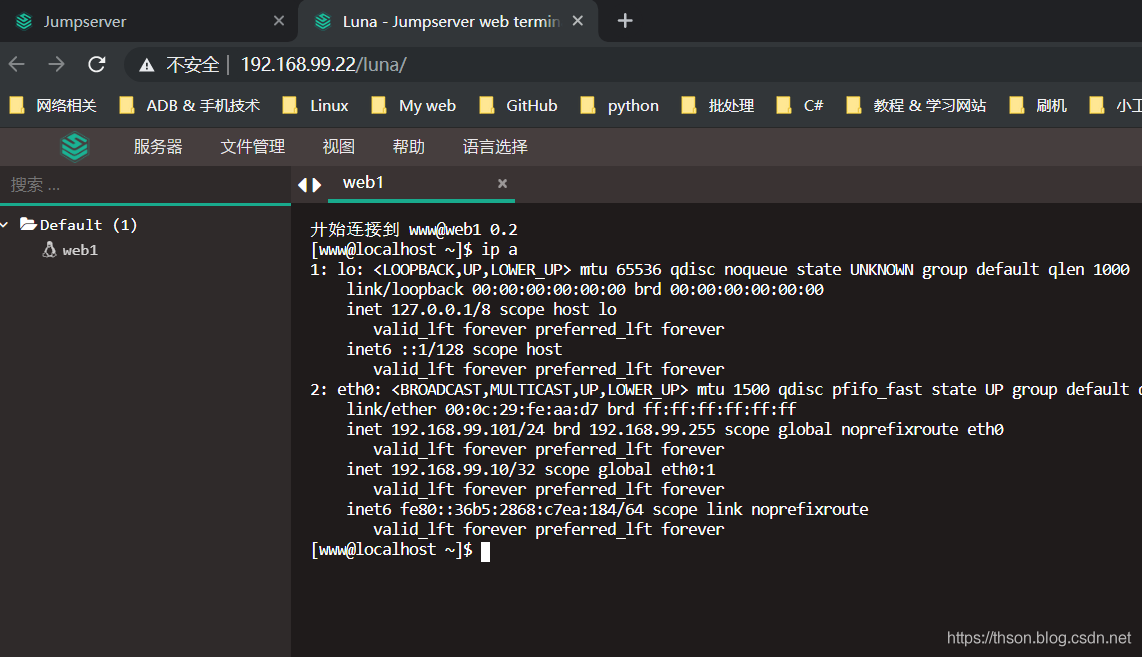 Jumpserver
Luna - Jumpserver web termin
不安全 | 192.168.99.22/luna/
网络相关 ADB & 手机技术 Linux My web GitHub python 批处理 C# 教程 & 学习网站 刷机 小工
服务器 文件管理 视图 帮助 语言选择
搜索 ...
Default (1)
web1
web1
开始连接到 www@web1 0.2
[www@localhost ~]$ ip a
1: lo: <LOOPBACK,UP,LOWER_UP> mtu 65536 qdisc noqueue state UNKNOWN group default qlen 1000
link/loopback 00:00:00:00:00:00 brd 00:00:00:00:00:00
inet 127.0.0.1/8 scope host lo
valid_lft forever preferred_lft forever
inet6 ::1/128 scope host
valid_lft forever preferred_lft forever
2: eth0: <BROADCAST,MULTICAST,UP,LOWER_UP> mtu 1500 qdisc pfifo_fast state UP group default
link/ether 00:0c:29:fe:aa:d7 brd ff:ff:ff:ff:ff:ff
inet 192.168.99.101/24 brd 192.168.99.255 scope global noprefixroute eth0
valid_lft forever preferred_lft forever
inet 192.168.99.10/32 scope global eth0:1
valid_lft forever preferred_lft forever
inet6 fe80::36b5:2868:c7ea:184/64 scope link noprefixroute
valid_lft forever preferred_lft forever
[www@localhost ~]$
https://thson.blog.csdn.net